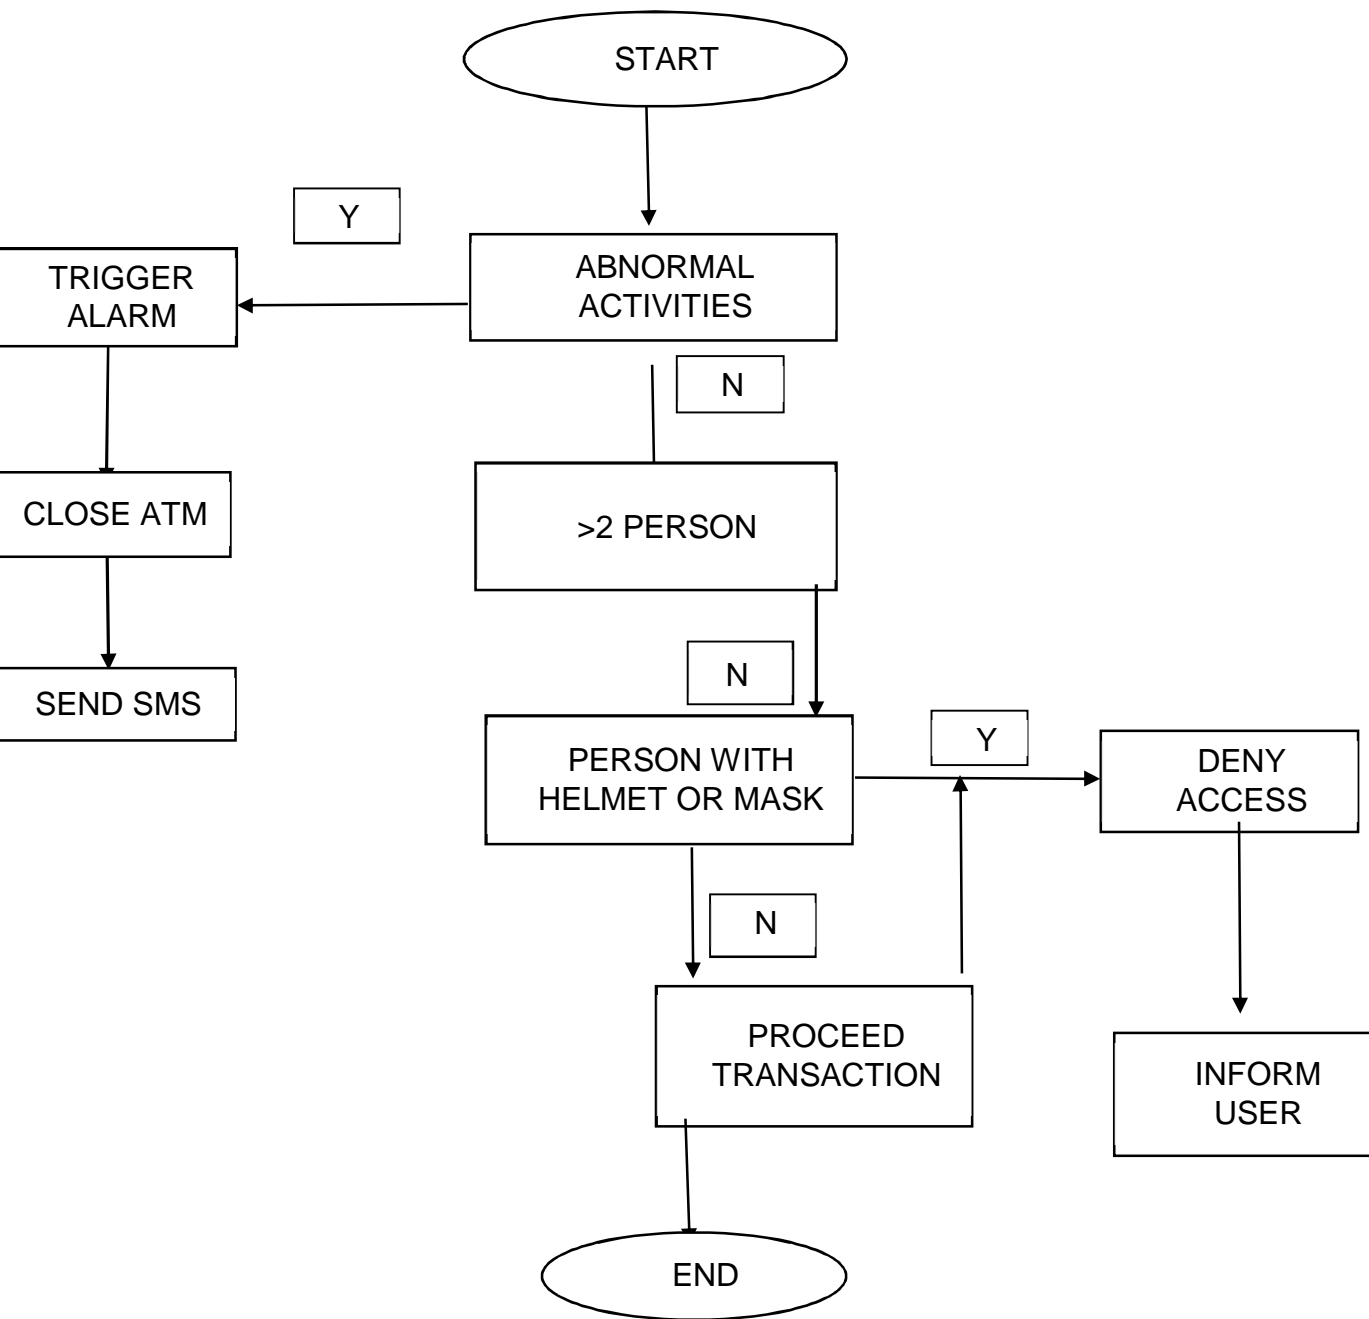 START
Y
TRIGGER
ALARM
ABNORMAL
ACTIVITIES
N
CLOSE ATM
>2 PERSON
SEND SMS
N
PERSON WITH
HELMET OR MASK
Y
DENY
ACCESS
N
PROCEED
TRANSACTION
INFORM
USER
END